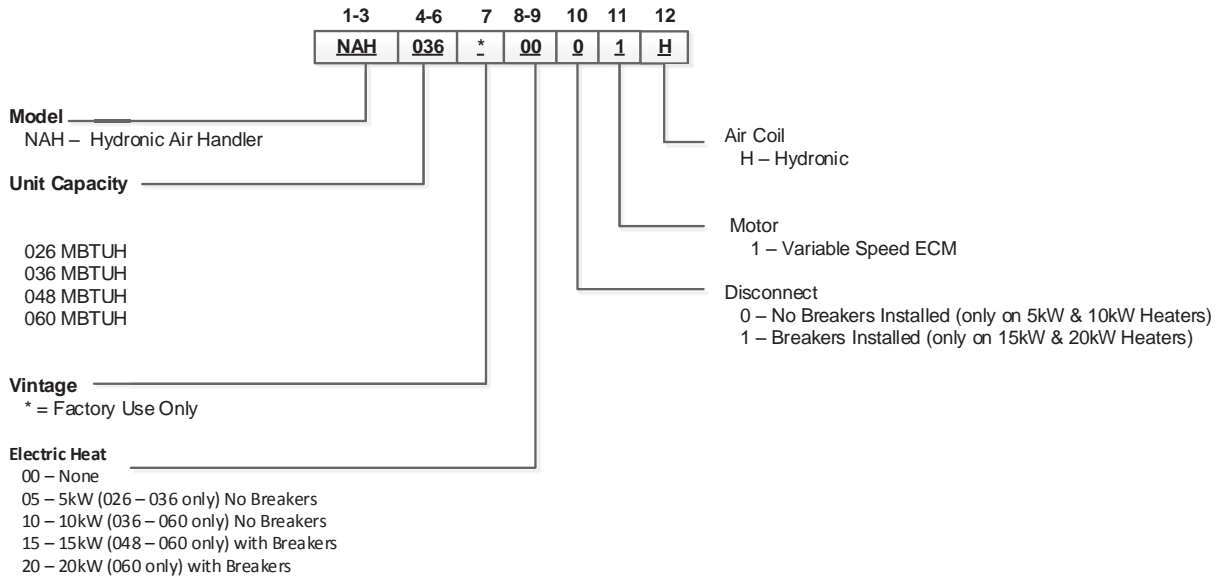 1-3 4-6 7 8-9 10 11 12
NAH 036 * 00 0 1 H
Model
NAH – Hydronic Air Handler
Unit Capacity
026 MBTUH
036 MBTUH
048 MBTUH
060 MBTUH
Vintage
* = Factory Use Only
Electric Heat
00 – None
05 – 5kW (026 – 036 only) No Breakers
10 – 10kW (036 – 060 only) No Breakers
15 – 15kW (048 – 060 only) with Breakers
20 – 20kW (060 only) with Breakers
Air Coil
H – Hydronic
Motor
1 – Variable Speed ECM
Disconnect
0 – No Breakers Installed (only on 5kW & 10kW Heaters)
1 – Breakers Installed (only on 15kW & 20kW Heaters)